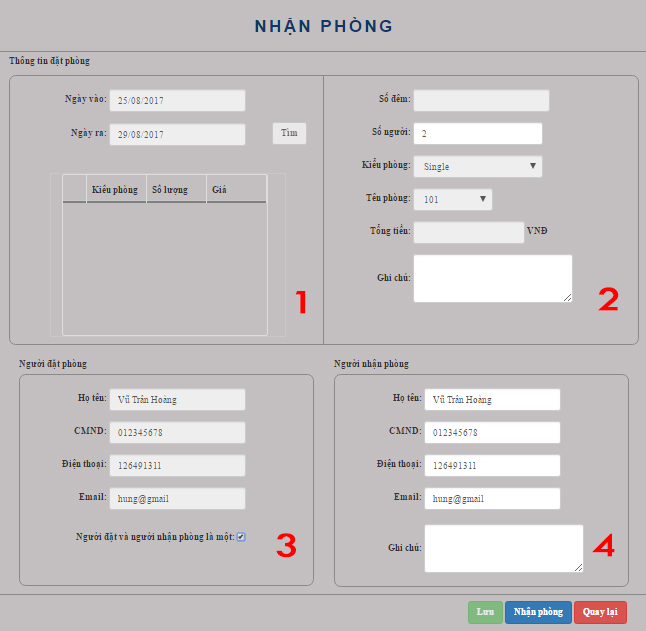 NHẬN PHÒNG
Thông tin đặt phòng
Ngày vào: 25/08/2017
Ngày ra: 29/08/2017 Tìm
Kiểu phòng Số lượng Giá
1
Số đêm:
Số người: 2
Kiểu phòng: Single
Tên phòng: 101
Tổng tiền: VNĐ
Ghi chú:
2
Người đặt phòng
Họ tên: Vũ Trần Hoàng
CMND: 012345678
Điện thoại: 126491311
Email: hung@gmail
Người đặt và người nhận phòng là một:
3
Người nhận phòng
Họ tên: Vũ Trần Hoàng
CMND: 012345678
Điện thoại: 126491311
Email: hung@gmail
Ghi chú:
4
Lưu Nhận phòng Quay lại